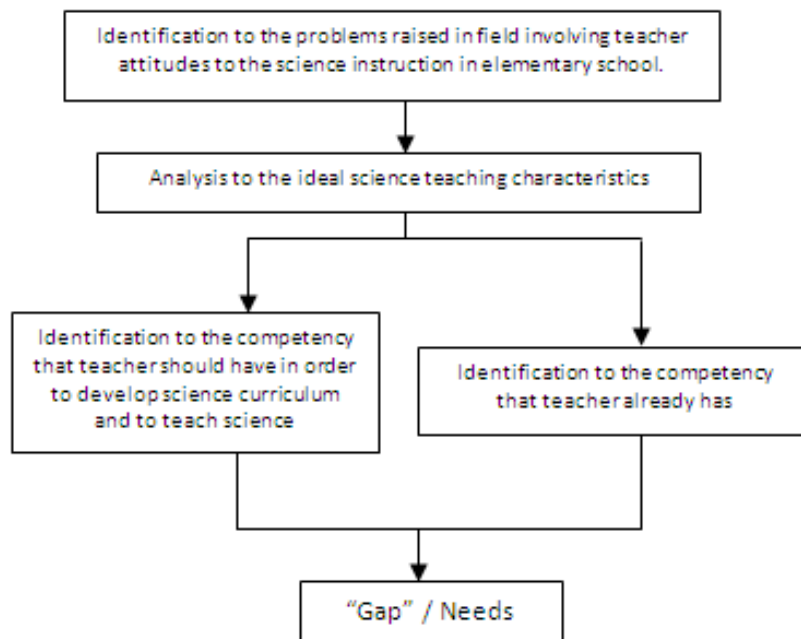 Identification to the problems raised in field involving teacher
attitudes to the science instruction in elementary school.
Analysis to the ideal science teaching characteristics
Identification to the competency
that teacher should have in order
to develop science curriculum
and to teach science
Identification to the competency
that teacher already has
“Gap” / Needs